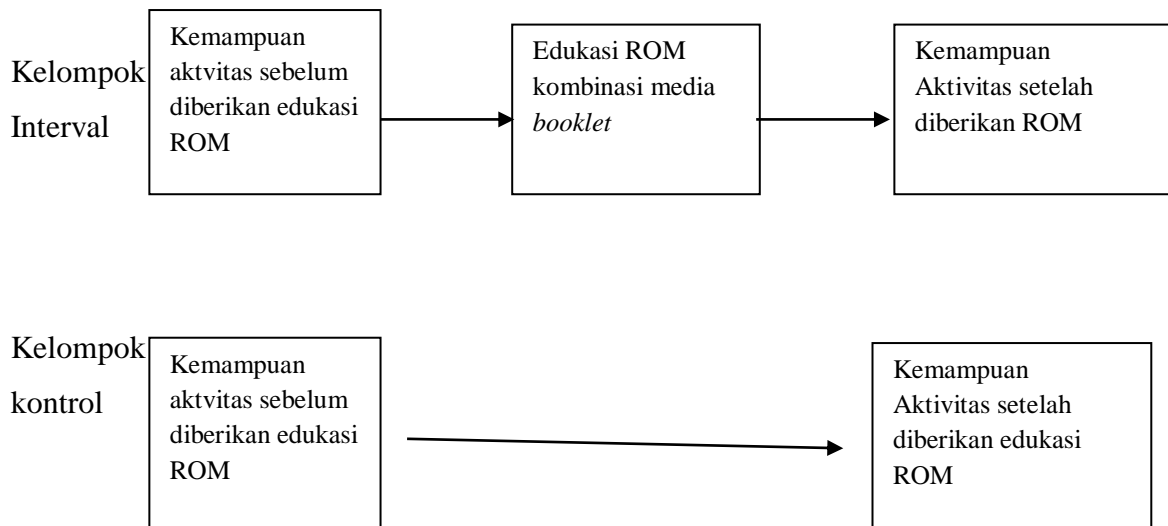 Kelompok
Interval
Kemampuan
aktvitas sebelum
diberikan edukasi
ROM
Edukasi ROM
kombinasi media
booklet
Kemampuan
Aktivitas setelah
diberikan ROM
Kelompok
kontrol
Kemampuan
aktvitas sebelum
diberikan edukasi
ROM
Kemampuan
Aktivitas setelah
diberikan edukasi
ROM